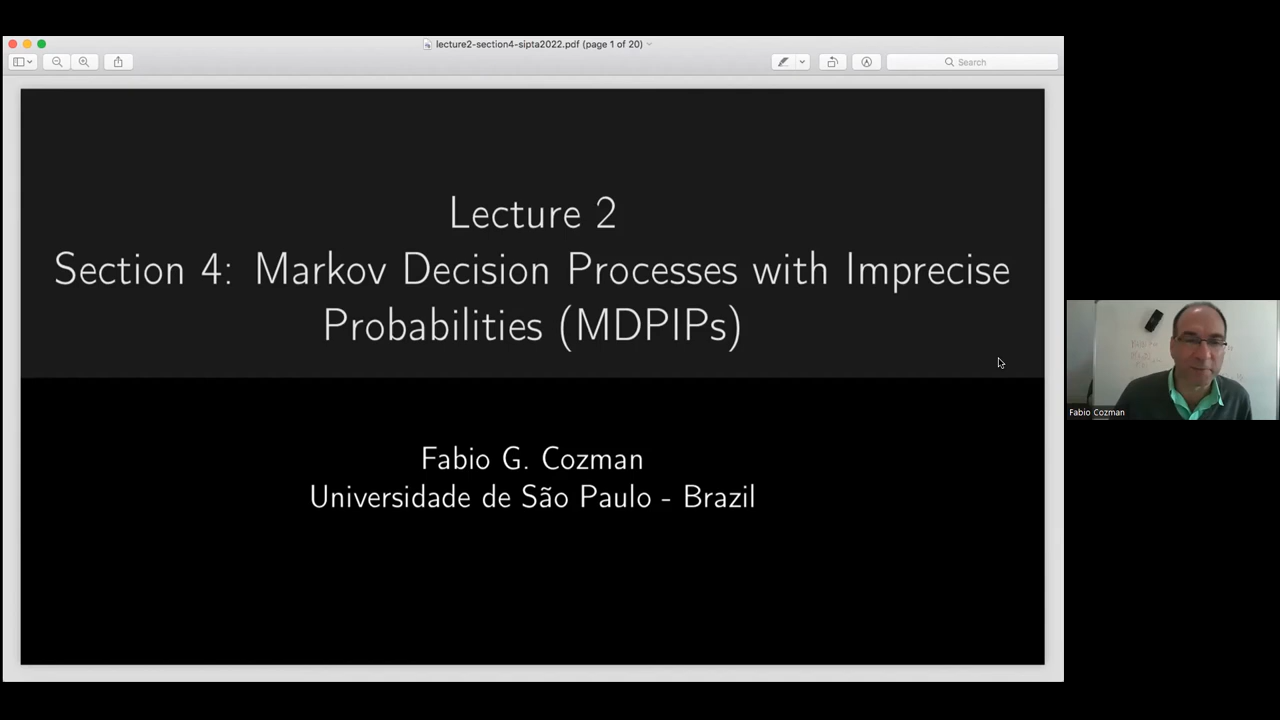 lecture2-section4-sipta2022.pdf (page 1 of 20)
Search
Lecture 2
Section 4: Markov Decision Processes with Imprecise
Probabilities (MDPIPs)
Fabio G. Cozman
Universidade de São Paulo - Brazil
Fabio Cozman